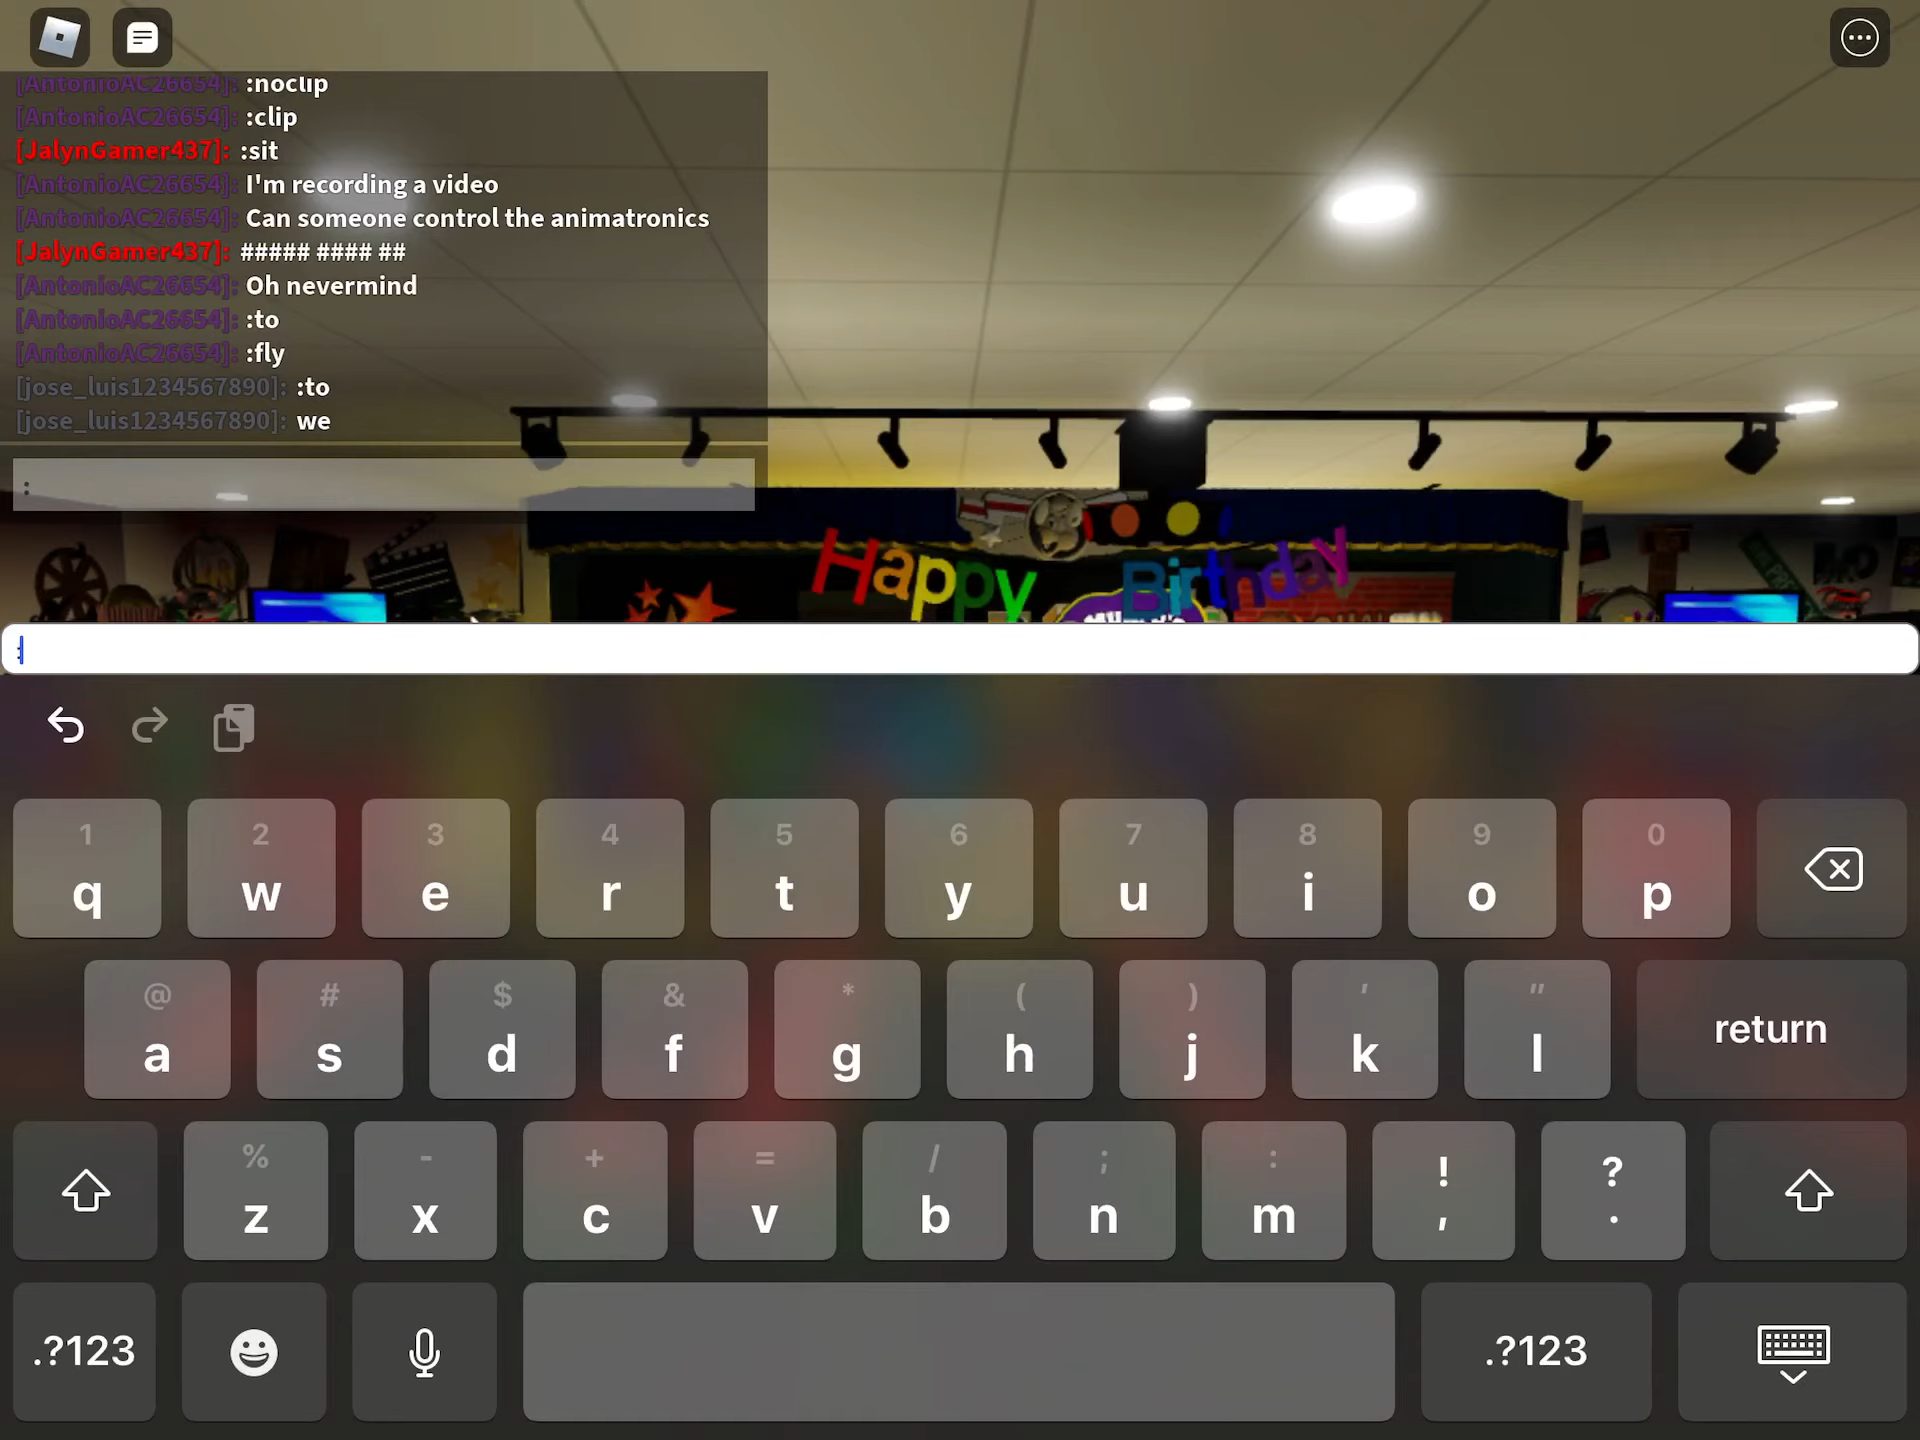 [AntonioAC26654]: :noclip
[AntonioAC26654]: :clip
[JalynGamer437]: :sit
[AntonioAC26654]: I'm recording a video
[AntonioAC26654]: Can someone control the animatronics
[JalynGamer437]: ##### #### ##
[AntonioAC26654]: Oh nevermind
[AntonioAC26654]: :to
[AntonioAC26654]: :fly
[jose_luis1234567890]: :to
[jose_luis1234567890]: we
:
Happy Birthday
:
1 2 3 4 5 6 7 8 9 0
q w e r t y u i o p
@ # $ & * ( ) ' "
a s d f g h j k l return
% - + = / ; : ! ?
z x c v b n m , .
.?123 .?123